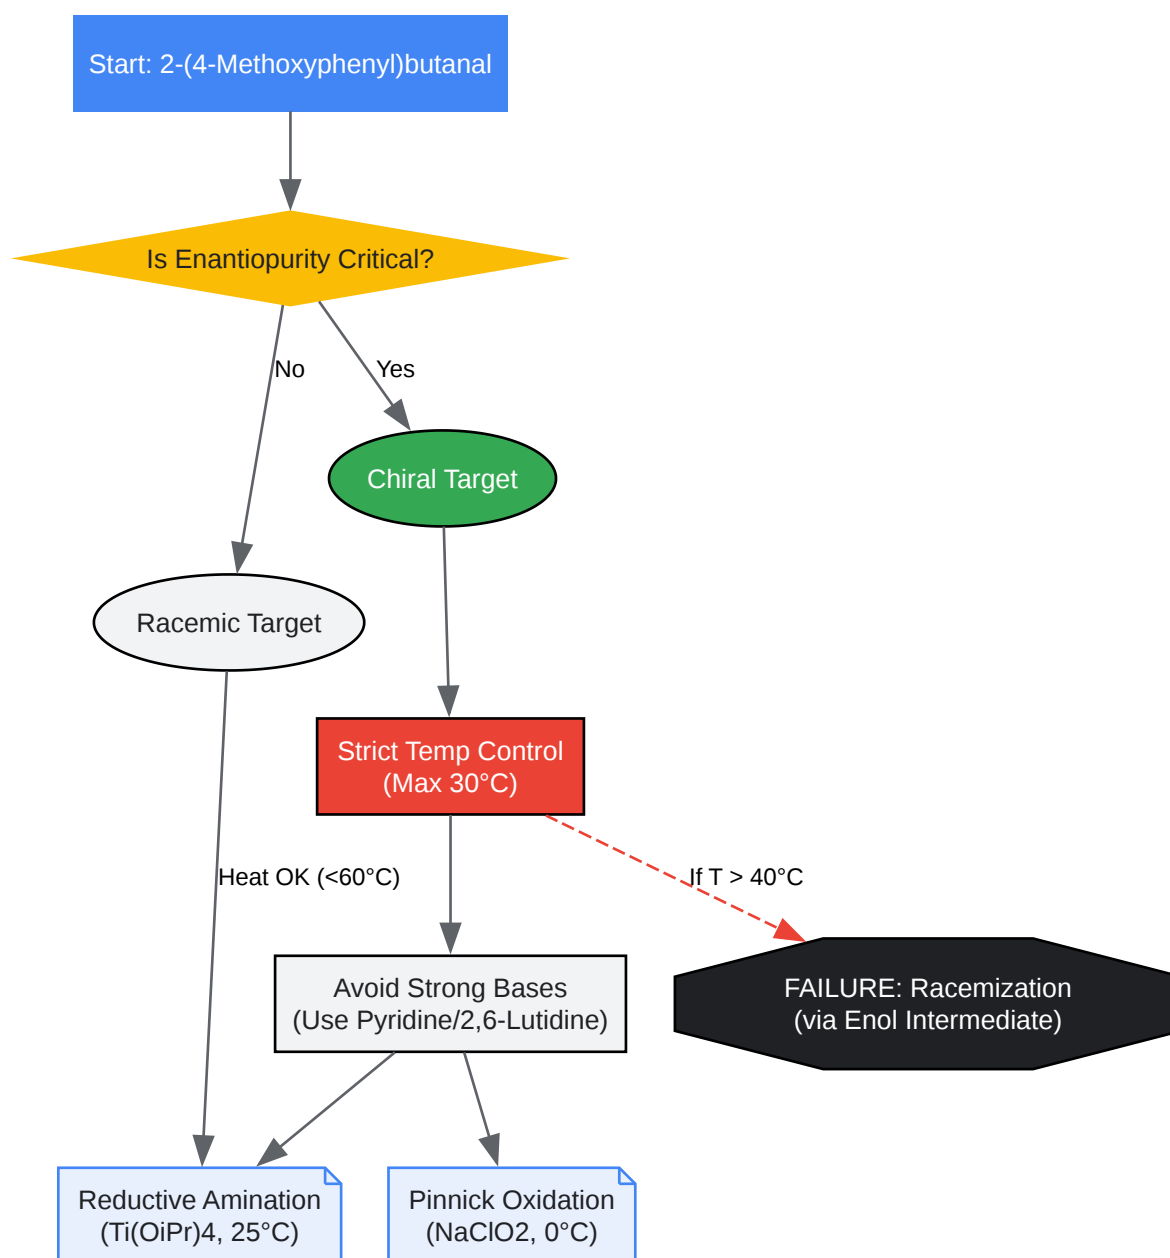 Start: 2-(4-Methoxyphenyl)butanal
Is Enantiopurity Critical?
No
Yes
Chiral Target
Racemic Target
Strict Temp Control
(Max 30°C)
Heat OK (<60°C)
If T > 40°C
Avoid Strong Bases
(Use Pyridine/2,6-Lutidine)
FAILURE: Racemization
(via Enol Intermediate)
Reductive Amination
(Ti(OiPr)4, 25°C)
Pinnick Oxidation
(NaClO2, 0°C)